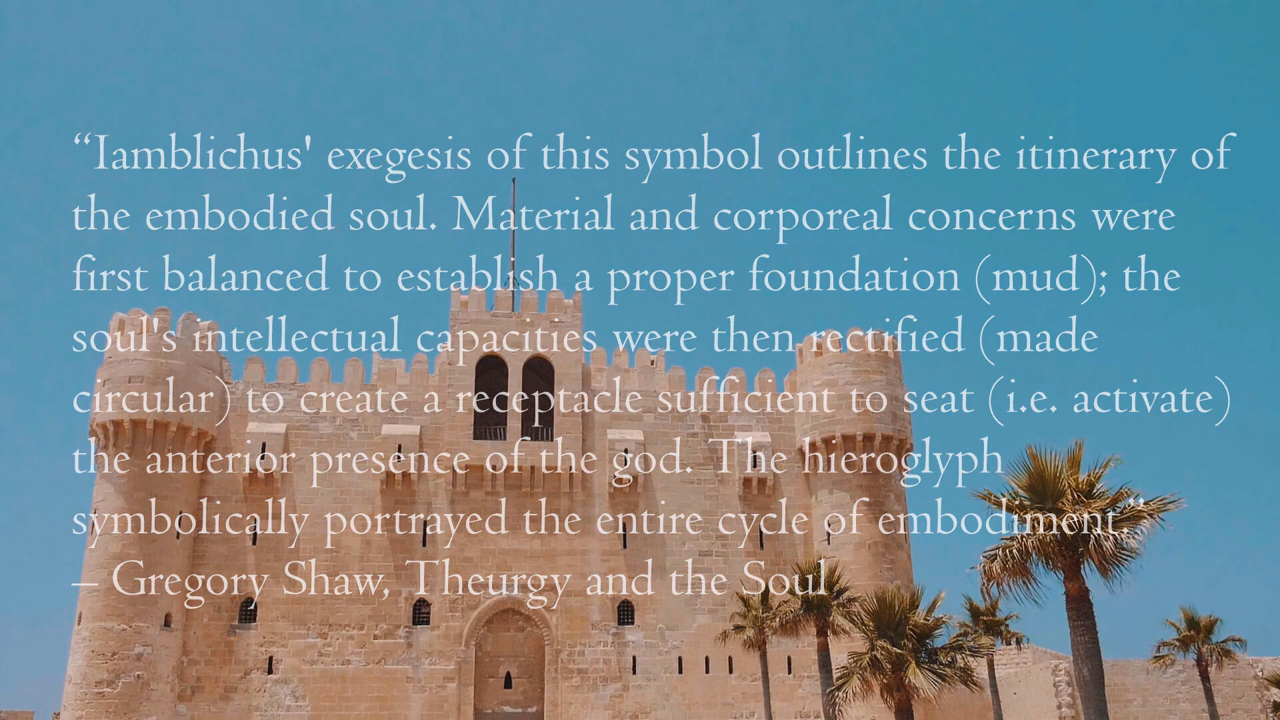 “Iamblichus' exegesis of this symbol outlines the itinerary of
the embodied soul. Material and corporeal concerns were
first balanced to establish a proper foundation (mud); the
soul's intellectual capacities were then rectified (made
circular) to create a receptacle sufficient to seat (i.e. activate)
the anterior presence of the god. The hieroglyph
symbolically portrayed the entire cycle of embodiment.”
– Gregory Shaw, Theurgy and the Soul